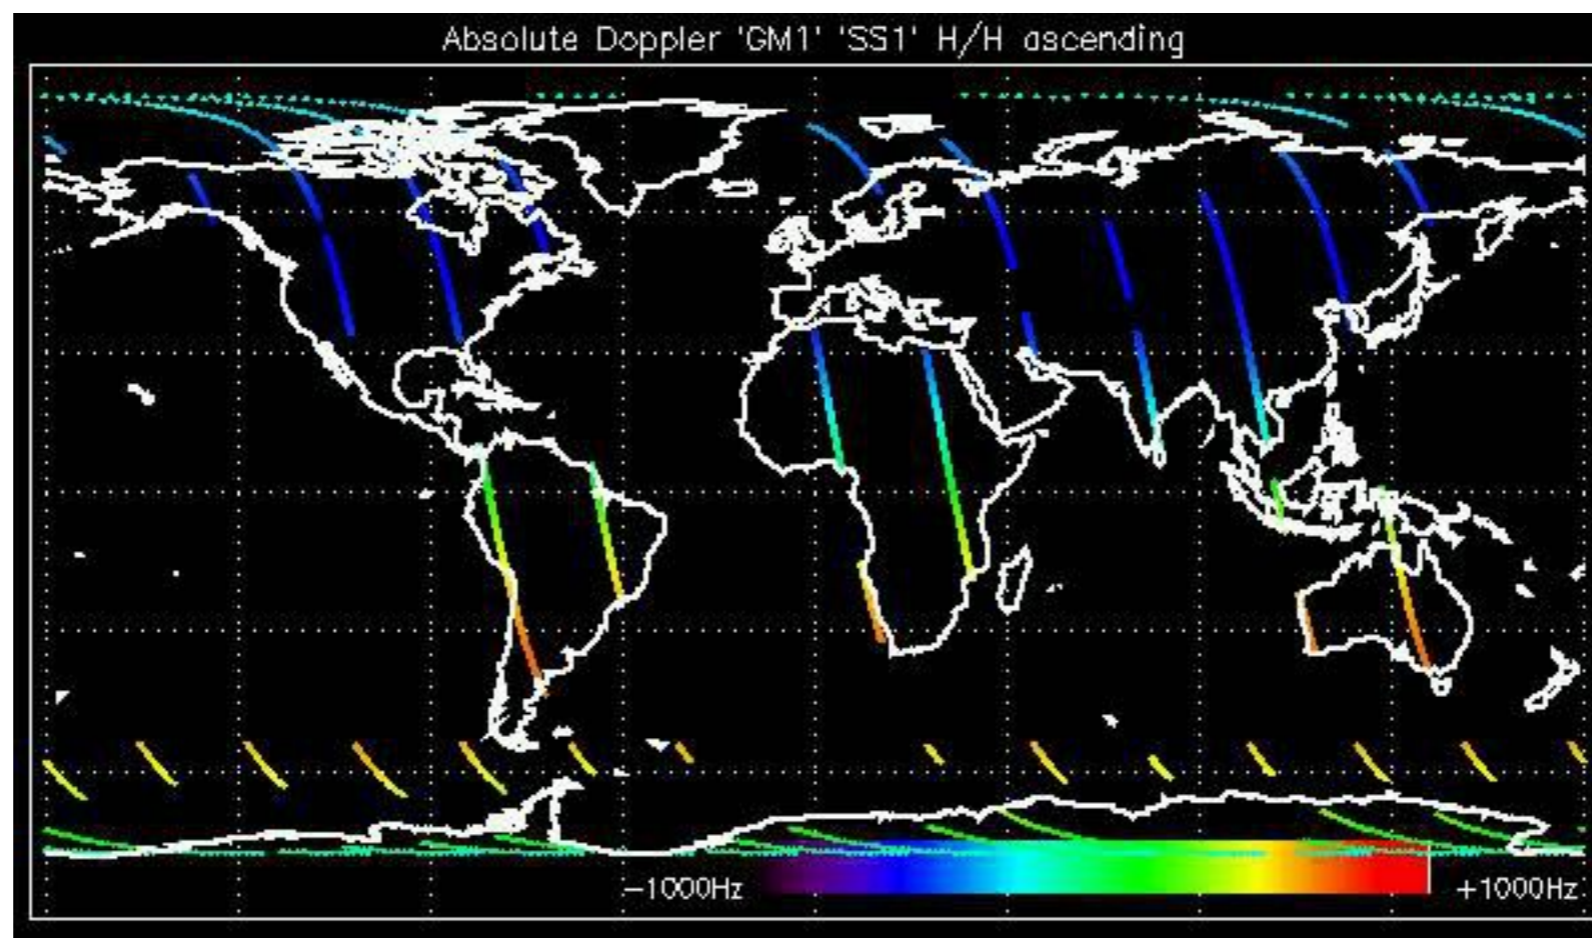 Absolute Doppler 'GM1' 'SS1' H/H ascending
−1000Hz
+1000Hz